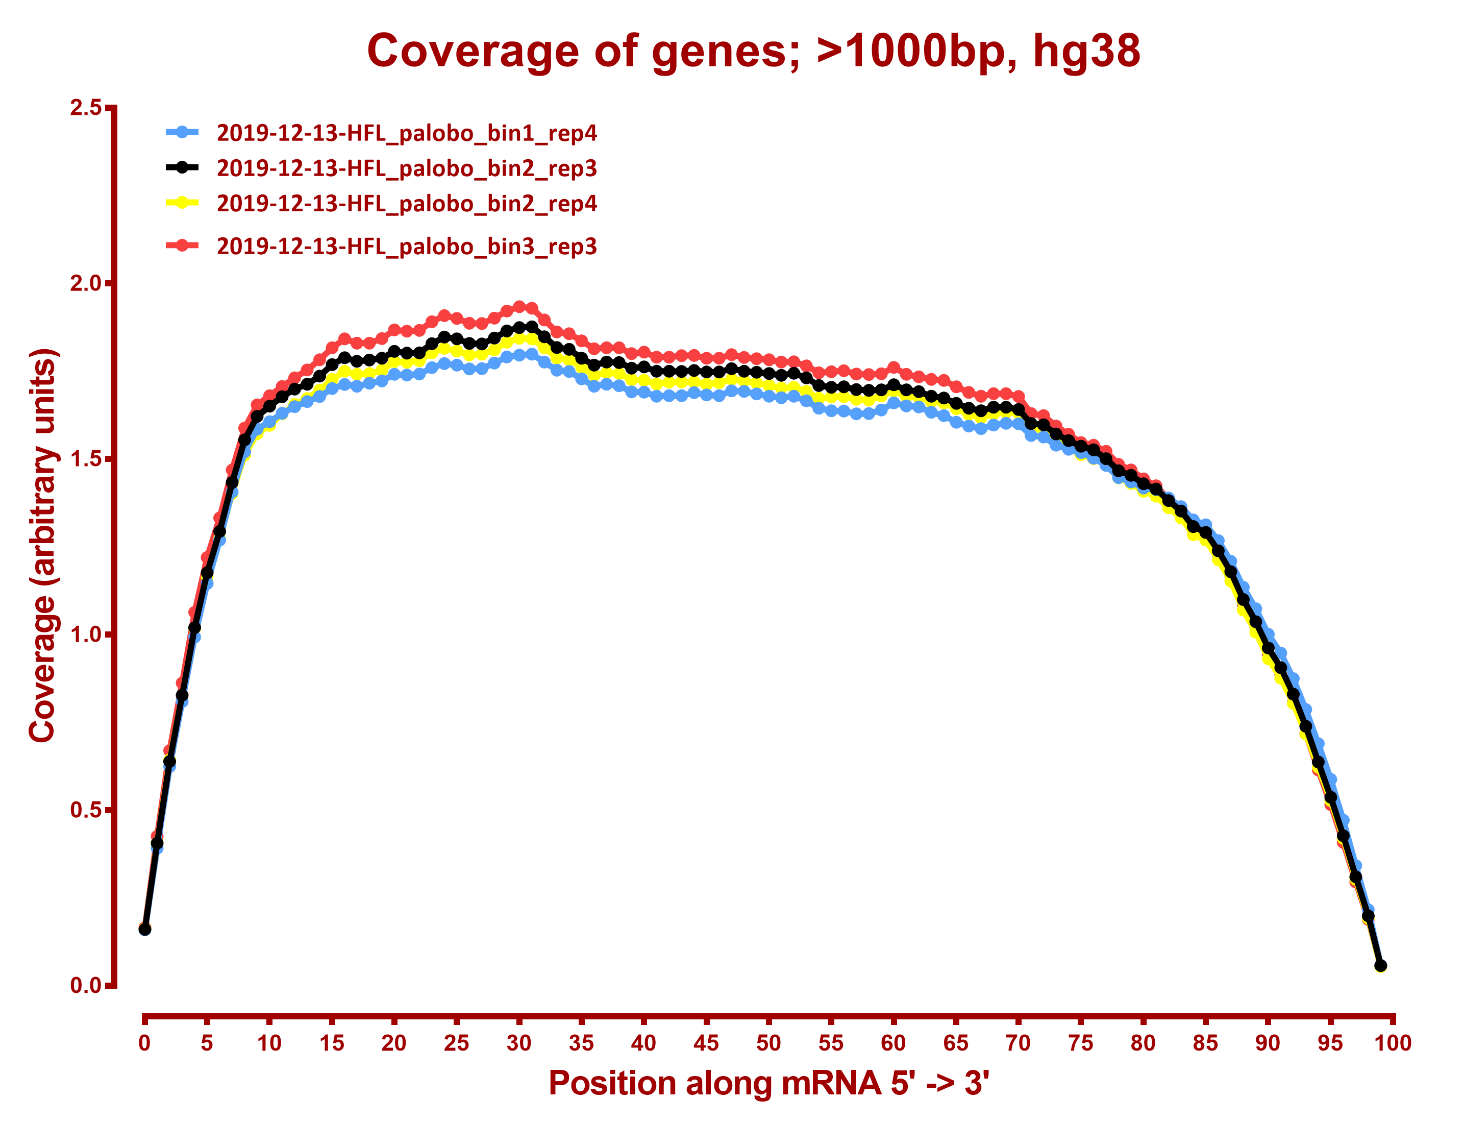 Coverage of genes; >1000bp, hg38
2019-12-13-HFL_palobo_bin1_rep4
2019-12-13-HFL_palobo_bin2_rep3
2019-12-13-HFL_palobo_bin2_rep4
2019-12-13-HFL_palobo_bin3_rep3
Coverage (arbitrary units)
2.5
2.0
1.5
1.0
0.5
0.0
0 5 10 15 20 25 30 35 40 45 50 55 60 65 70 75 80 85 90 95 100
Position along mRNA 5' -> 3'